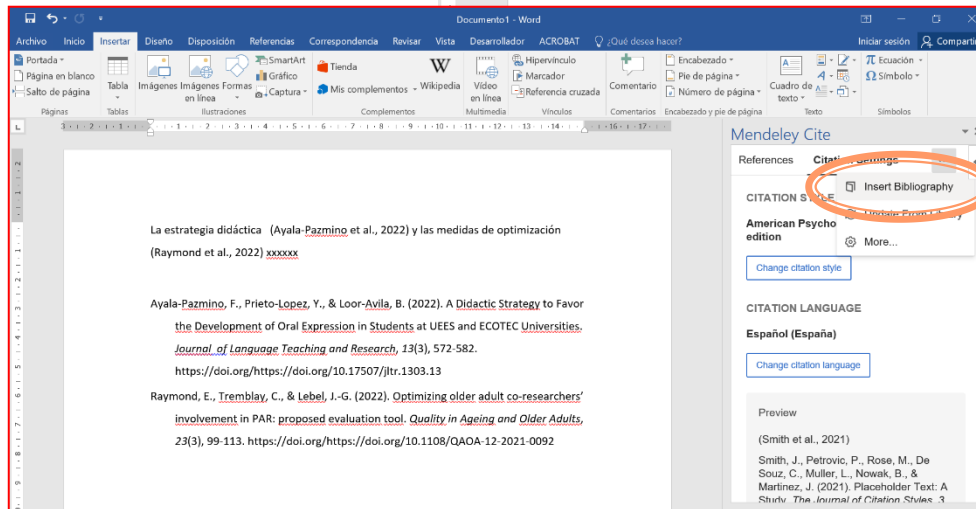 Documento1 - Word
Archivo Inicio Insertar Diseño Disposición Referencias Correspondencia Revisar Vista Desarrollador ACROBAT ¿Qué desea hacer? Iniciar sesión Compartir
Portada
Página en blanco
Salto de página
Páginas
Tabla
Tablas
Imágenes
Imágenes en línea
Formas
SmartArt
Gráfico
Captura
Ilustraciones
Tienda
Mis complementos
Wikipedia
Complementos
Vídeo en línea
Multimedia
Hipervínculo
Marcador
Referencia cruzada
Vínculos
Comentario
Comentarios
Encabezado
Pie de página
Número de página
Encabezado y pie de página
Cuadro de texto
Texto
Ecuación
Símbolo
Símbolos
La estrategia didáctica (Ayala-Pazmino et al., 2022) y las medidas de optimización
(Raymond et al., 2022) xxxxxx
Ayala-Pazmino, F., Prieto-Lopez, Y., & Loor-Avila, B. (2022). A Didactic Strategy to Favor
the Development of Oral Expression in Students at UEES and ECOTEC Universities.
Journal of Language Teaching and Research, 13(3), 572-582.
https://doi.org/https://doi.org/10.17507/jltr.1303.13
Raymond, E., Tremblay, C., & Lebel, J.-G. (2022). Optimizing older adult co-researchers'
involvement in PAR: proposed evaluation tool. Quality in Ageing and Older Adults,
23(3), 99-113. https://doi.org/https://doi.org/10.1108/QAOA-12-2021-0092
Mendeley Cite
References Citation Settings
Insert Bibliography
Update From Library
More...
CITATION STYLE
American Psycho
edition
Change citation style
CITATION LANGUAGE
Español (España)
Change citation language
Preview
(Smith et al., 2021)
Smith, J., Petrovic, P., Rose, M., De
Souz, C., Muller, L., Nowak, B., &
Martinez, J. (2021). Placeholder Text: A
Study. The Journal of Citation Styles, 3